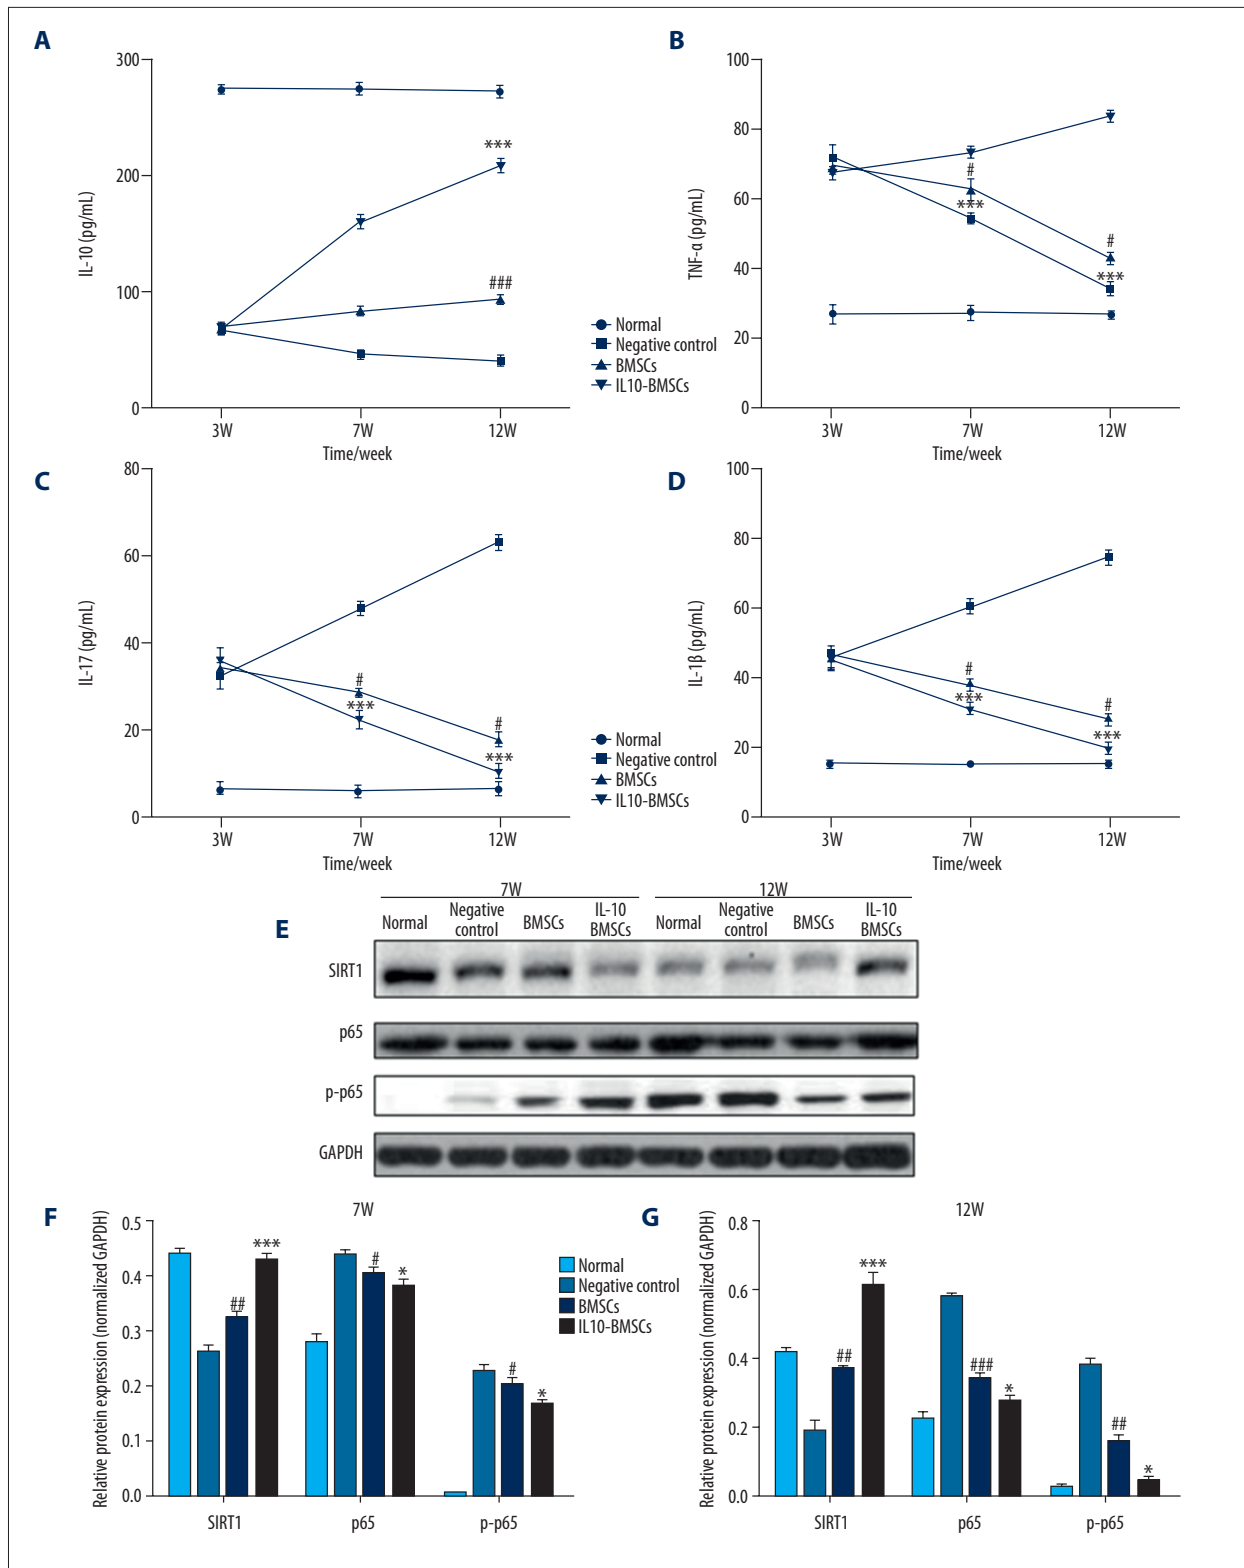 A
B
300
200
100
0
IL-10 (pg/mL)
***
###
3W
7W
12W
Time/week
Normal
Negative control
BMSCs
IL10-BMSCs
100
80
60
40
20
0
TNF-α (pg/mL)
#
***
#
***
3W
7W
12W
Time/week
C
D
80
60
40
20
0
IL-17 (pg/mL)
#
***
#
***
3W
7W
12W
Time/week
Normal
Negative control
BMSCs
IL10-BMSCs
100
80
60
40
20
0
IL-1β (pg/mL)
#
***
#
***
3W
7W
12W
Time/week
E
7W
12W
Normal
Negative
control
BMSCs
IL-10
BMSCs
Normal
Negative
control
BMSCs
IL-10
BMSCs
SIRT1
p65
p-p65
GAPDH
F
7W
Relative protein expression (normalized GAPDH)
0.5
0.4
0.3
0.2
0.1
0.0
##
***
#
*
#
*
SIRT1
p65
p-p65
Normal
Negative control
BMSCs
IL10-BMSCs
G
12W
Relative protein expression (normalized GAPDH)
0.8
0.6
0.4
0.2
0.0
##
***
###
*
##
*
SIRT1
p65
p-p65